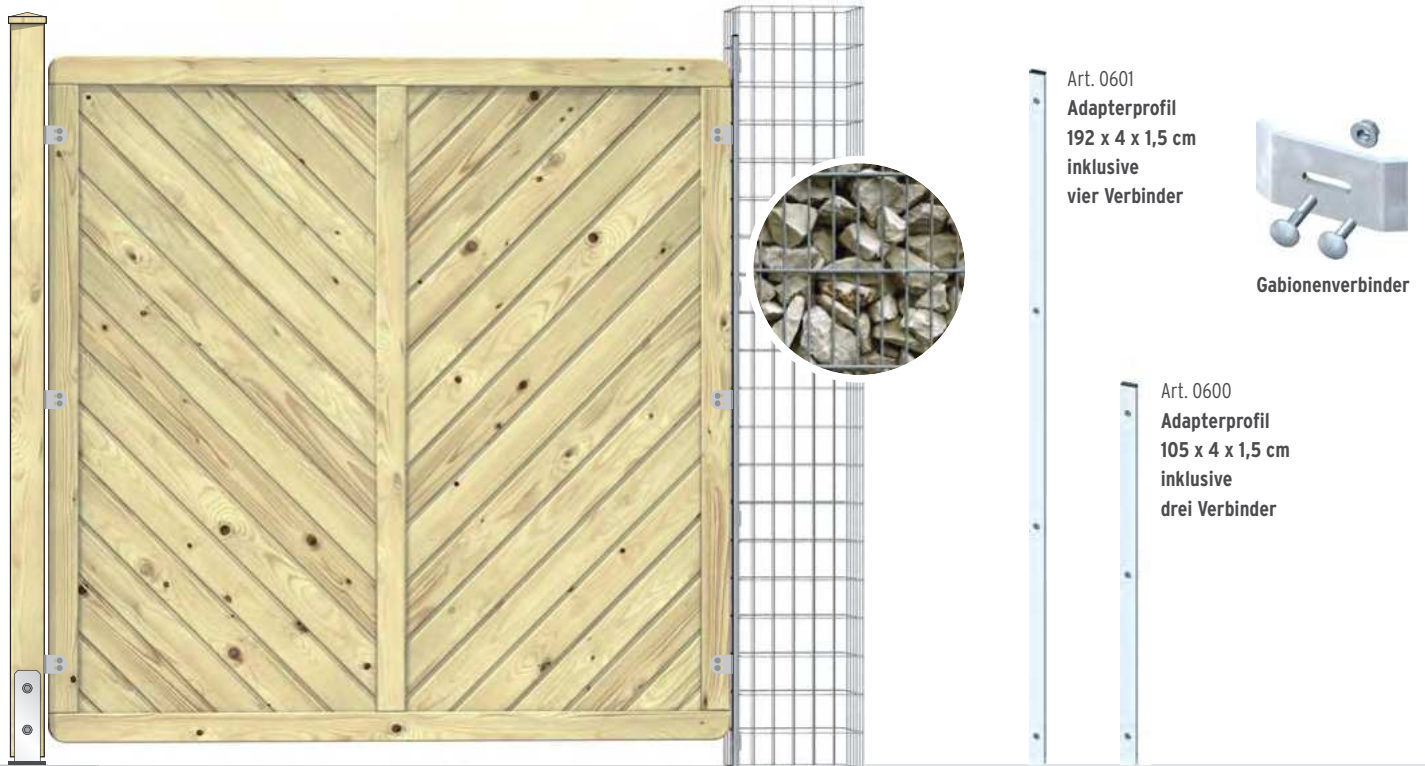 Art. 0601
Adapterprofil
192 x 4 x 1,5 cm
inklusive
vier Verbinder
Gabionenverbinder
Art. 0600
Adapterprofil
105 x 4 x 1,5 cm
inklusive
drei Verbinder